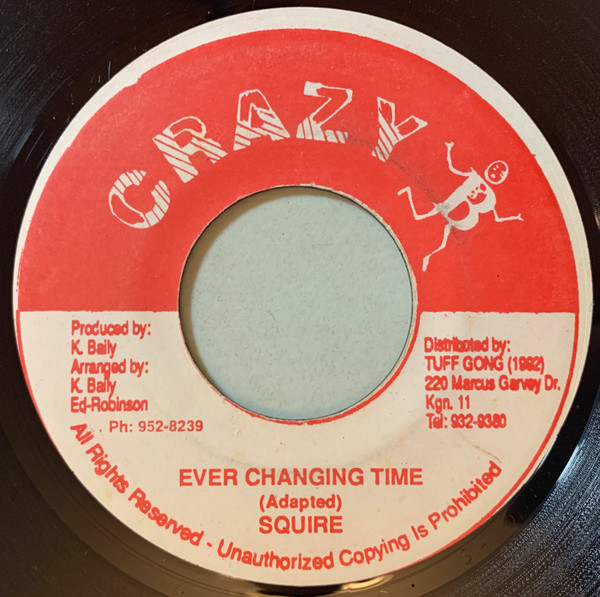 CRAZY B
Produced by:
K. Baily
Arranged by:
K. Baily
Ed-Robinson
Ph: 952-8239
Distributed by:
TUFF GONG (1992)
220 Marcus Garvey Dr.
Kgn. 11
Tel: 932-9380
EVER CHANGING TIME
(Adapted)
SQUIRE
All Rights Reserved - Unauthorized Copying Is Prohibited